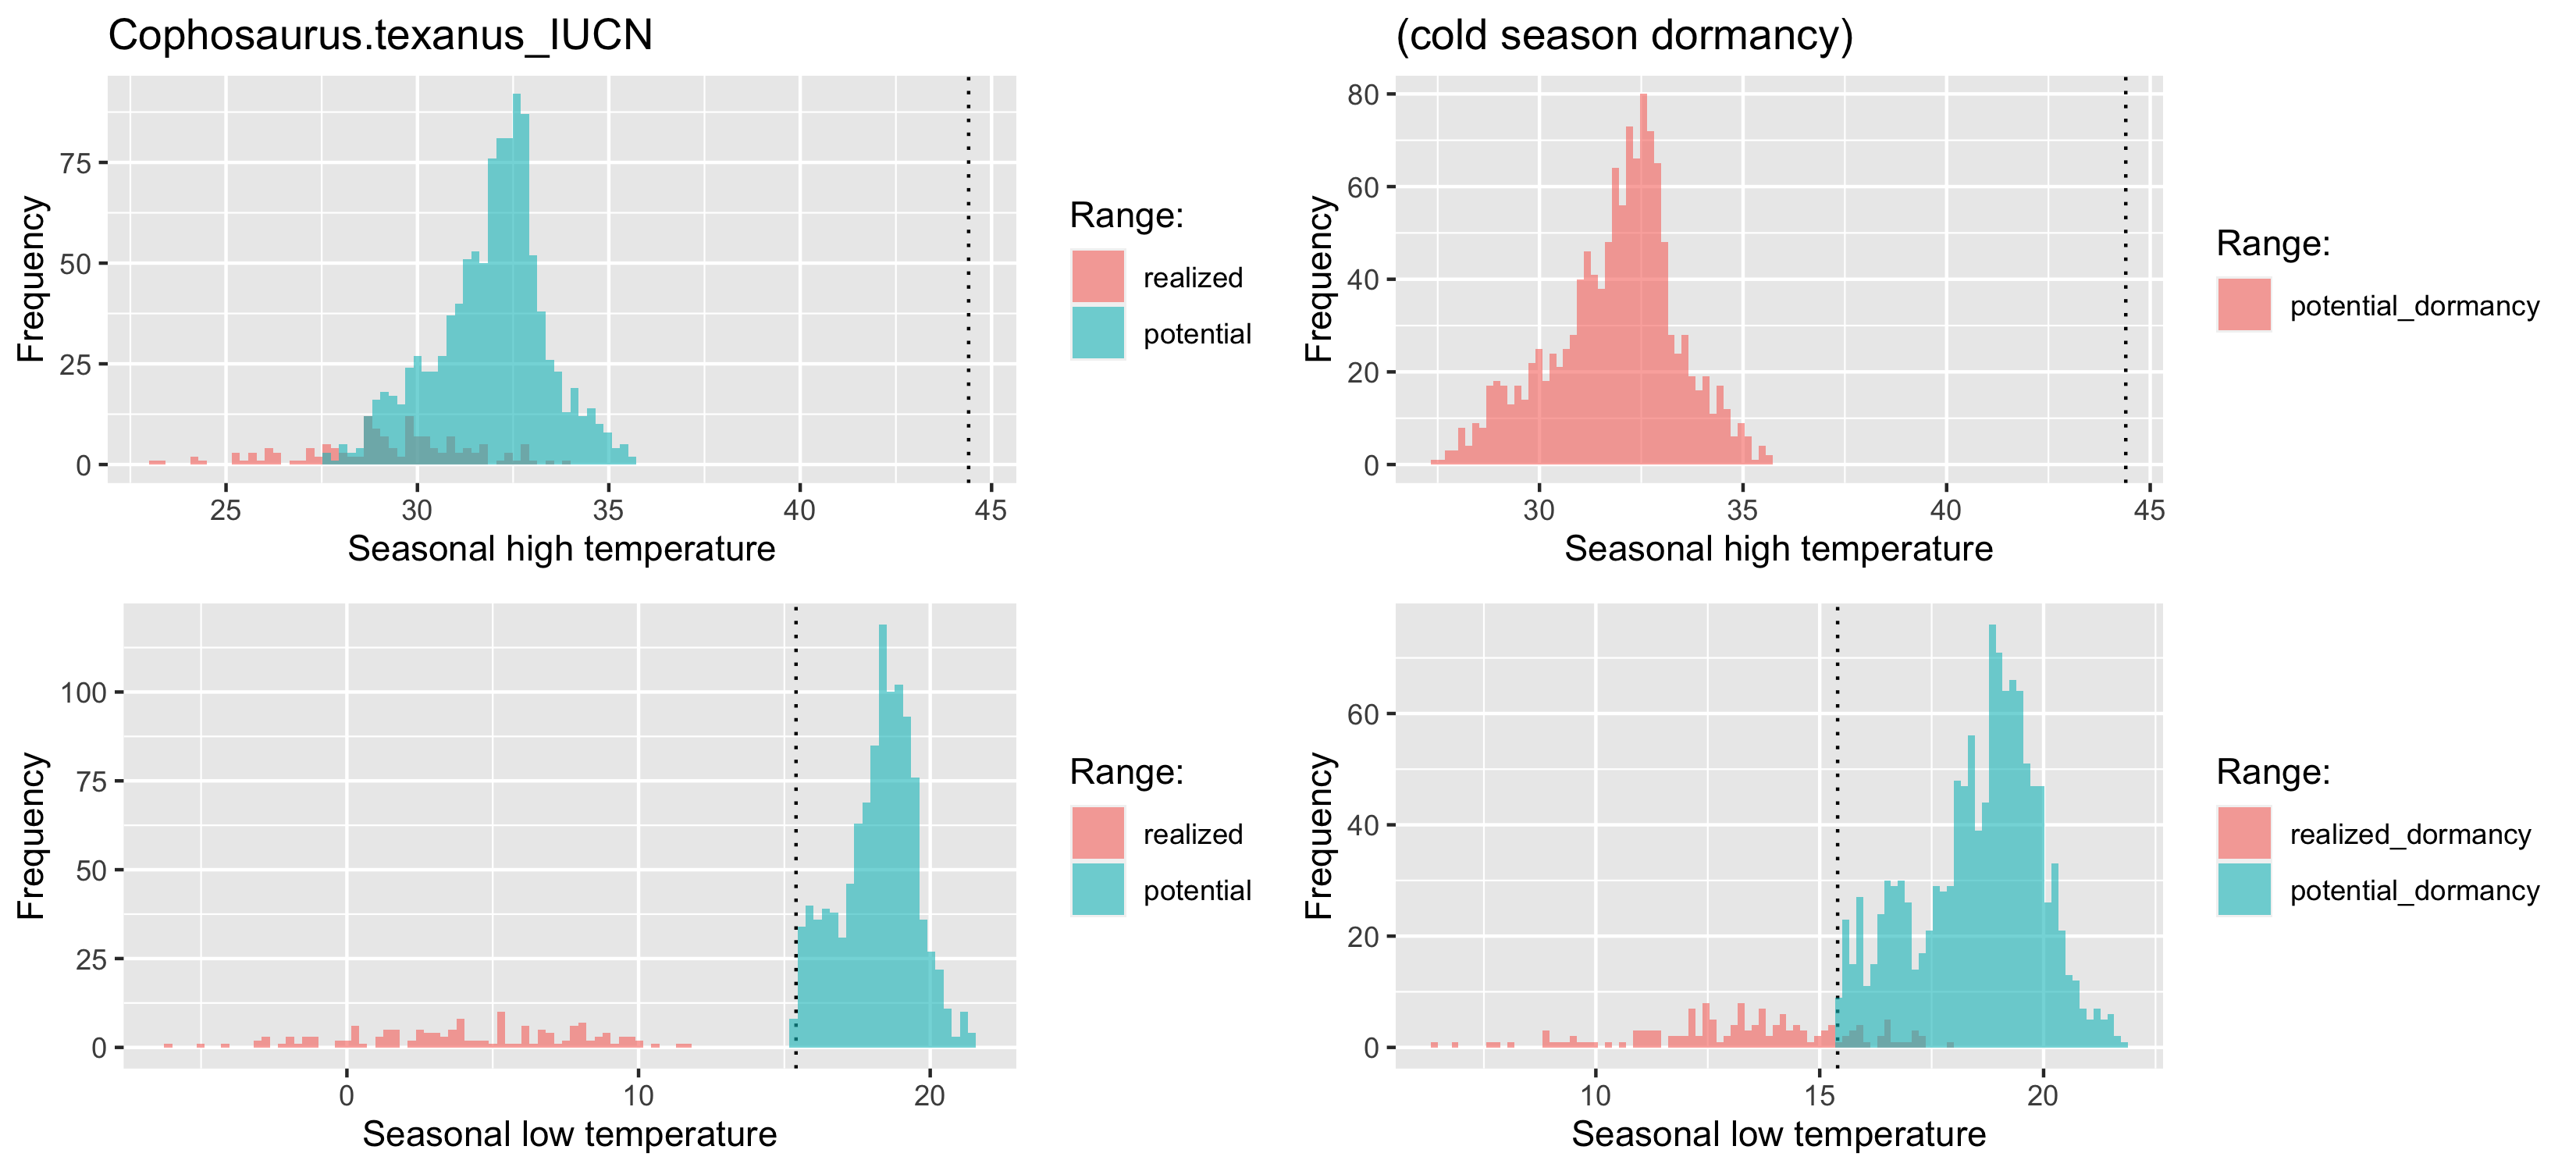 Cophosaurus.texanus_IUCN
(cold season dormancy)
Frequency
75
50
25
0
25
30
35
40
45
Seasonal high temperature
Range:
realized
potential
Frequency
80
60
40
20
0
30
35
40
45
Seasonal high temperature
Range:
potential_dormancy
Frequency
100
75
50
25
0
0
10
20
Seasonal low temperature
Range:
realized
potential
Frequency
60
40
20
0
10
15
20
Seasonal low temperature
Range:
realized_dormancy
potential_dormancy